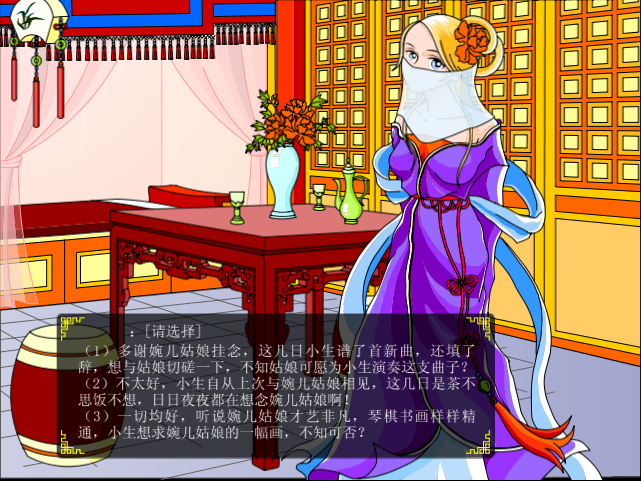 ：[请选择]
（1）多谢婉儿姑娘挂念，这几日小生谱了首新曲，还填了
辞，想与姑娘切磋一下，不知姑娘可愿为小生演奏这支曲子？
（2）不太好，小生自从上次与婉儿姑娘相见，这几日是茶不
思饭不想，日日夜夜都在想念婉儿姑娘啊！
（3）一切均好，听说婉儿姑娘才艺非凡，琴棋书画样样精
通，小生想求婉儿姑娘的一幅画，不知可否？